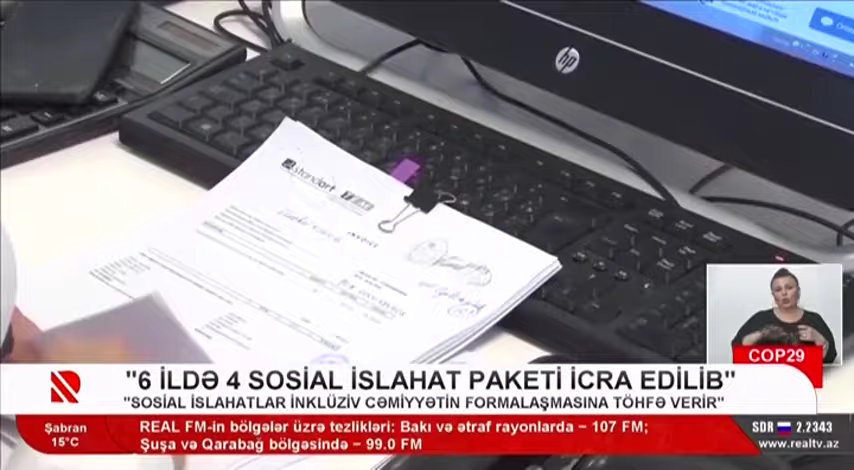 hp
standart
INVOICE
COP29
"6 İLDƏ 4 SOSİAL İSLAHAT PAKETİ İCRA EDİLİB"
"SOSİAL İSLAHATLAR İNKLÜZİV CƏMİYYƏTİN FORMALAŞMASINA TÖHFƏ VERİR"
Şabran
15°C
REAL FM-in bölgələr üzrə tezlikləri: Bakı və ətraf rayonlarda – 107 FM;
Şuşa və Qarabağ bölgəsində – 99.0 FM
SDR 2.2343
www.realtv.az